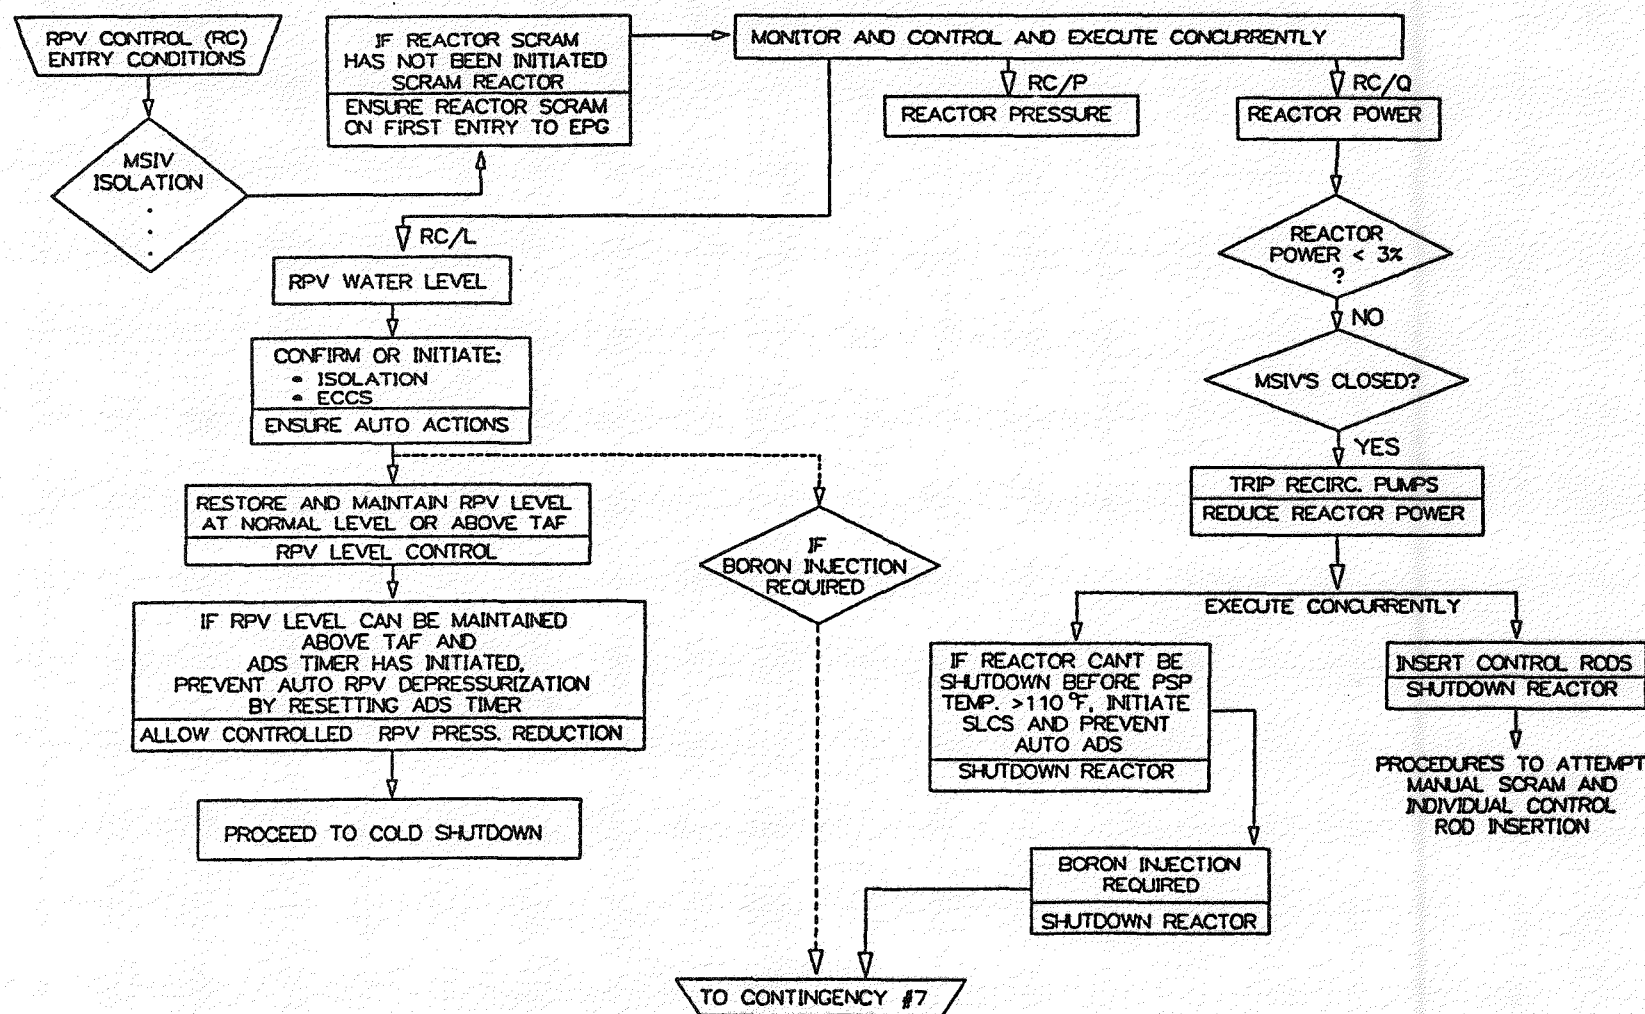 RPV CONTROL (RC)
ENTRY CONDITIONS
MSIV
ISOLATION
.
.
.
IF REACTOR SCRAM
HAS NOT BEEN INITIATED
SCRAM REACTOR
ENSURE REACTOR SCRAM
ON FIRST ENTRY TO EPG
MONITOR AND CONTROL AND EXECUTE CONCURRENTLY
RC/P
REACTOR PRESSURE
RC/Q
REACTOR POWER
RC/L
RPV WATER LEVEL
CONFIRM OR INITIATE:
• ISOLATION
• ECCS
ENSURE AUTO ACTIONS
RESTORE AND MAINTAIN RPV LEVEL
AT NORMAL LEVEL OR ABOVE TAF
RPV LEVEL CONTROL
IF RPV LEVEL CAN BE MAINTAINED
ABOVE TAF AND
ADS TIMER HAS INITIATED,
PREVENT AUTO RPV DEPRESSURIZATION
BY RESETTING ADS TIMER
ALLOW CONTROLLED RPV PRESS. REDUCTION
PROCEED TO COLD SHUTDOWN
IF
BORON INJECTION
REQUIRED
REACTOR
POWER < 3%
?
NO
MSIV'S CLOSED?
YES
TRIP RECIRC. PUMPS
REDUCE REACTOR POWER
EXECUTE CONCURRENTLY
IF REACTOR CAN'T BE
SHUTDOWN BEFORE PSP
TEMP. >110 °F, INITIATE
SLCS AND PREVENT
AUTO ADS
SHUTDOWN REACTOR
INSERT CONTROL RODS
SHUTDOWN REACTOR
PROCEDURES TO ATTEMPT
MANUAL SCRAM AND
INDIVIDUAL CONTROL
ROD INSERTION
BORON INJECTION
REQUIRED
SHUTDOWN REACTOR
TO CONTINGENCY #7